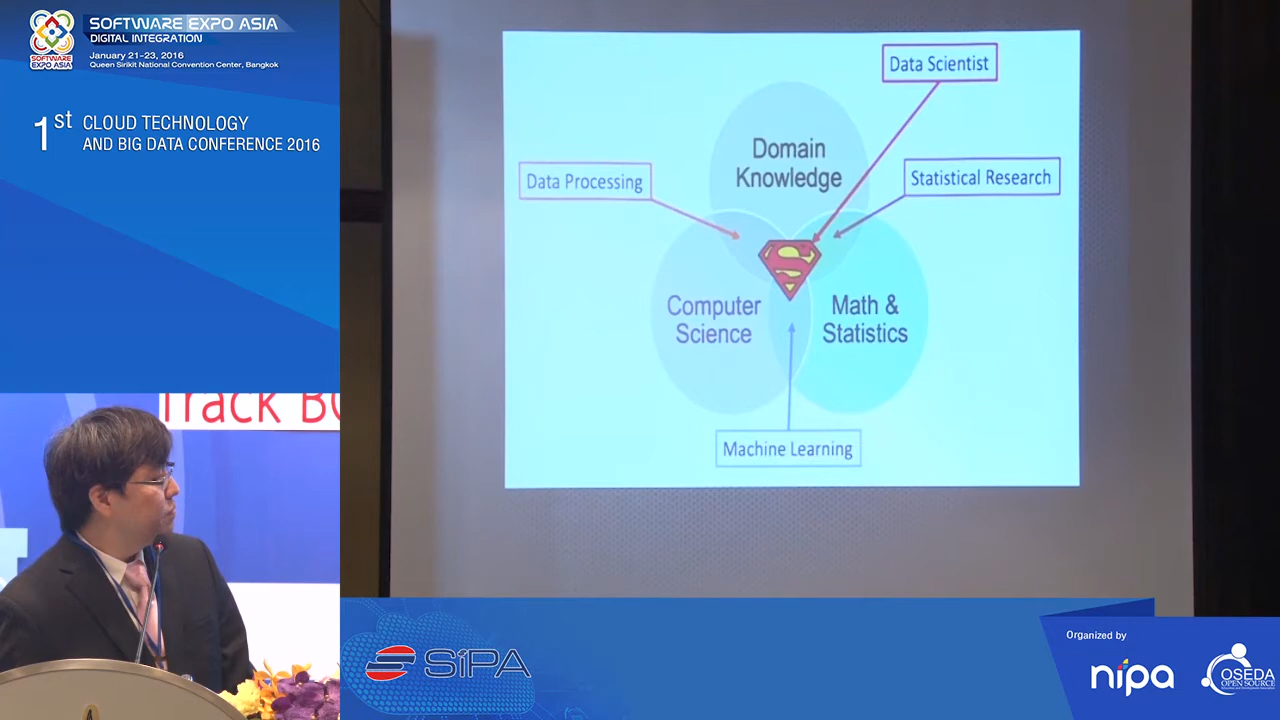 SOFTWARE EXPO ASIA
DIGITAL INTEGRATION
January 21-23, 2016
Queen Sirikit National Convention Center, Bangkok
SOFTWARE
EXPO ASIA
1st CLOUD TECHNOLOGY
AND BIG DATA CONFERENCE 2016
Data Scientist
Domain
Knowledge
Data Processing
Statistical Research
S
Computer
Science
Math &
Statistics
Machine Learning
Track
SiPA
Organized by
nipa
OSEDA
OPEN SOURCE